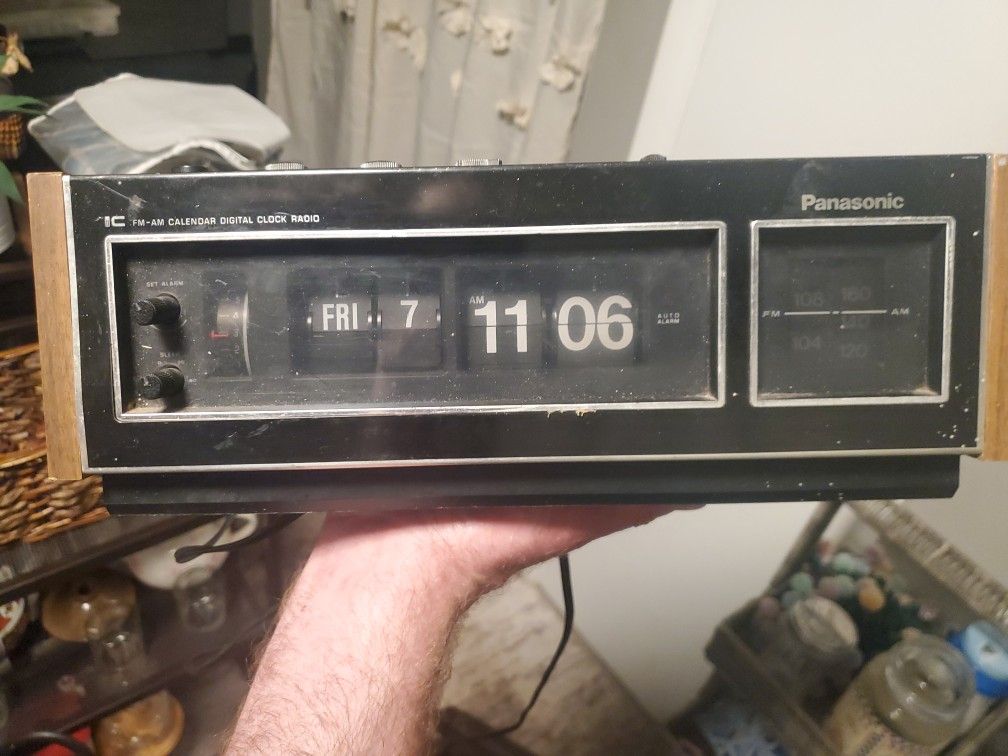 Panasonic
IC FM-AM CALENDAR DIGITAL CLOCK RADIO
SET ALARM
FRI 7 AM 11 06
AUTO
ALARM
FM AM
108 160
104 120